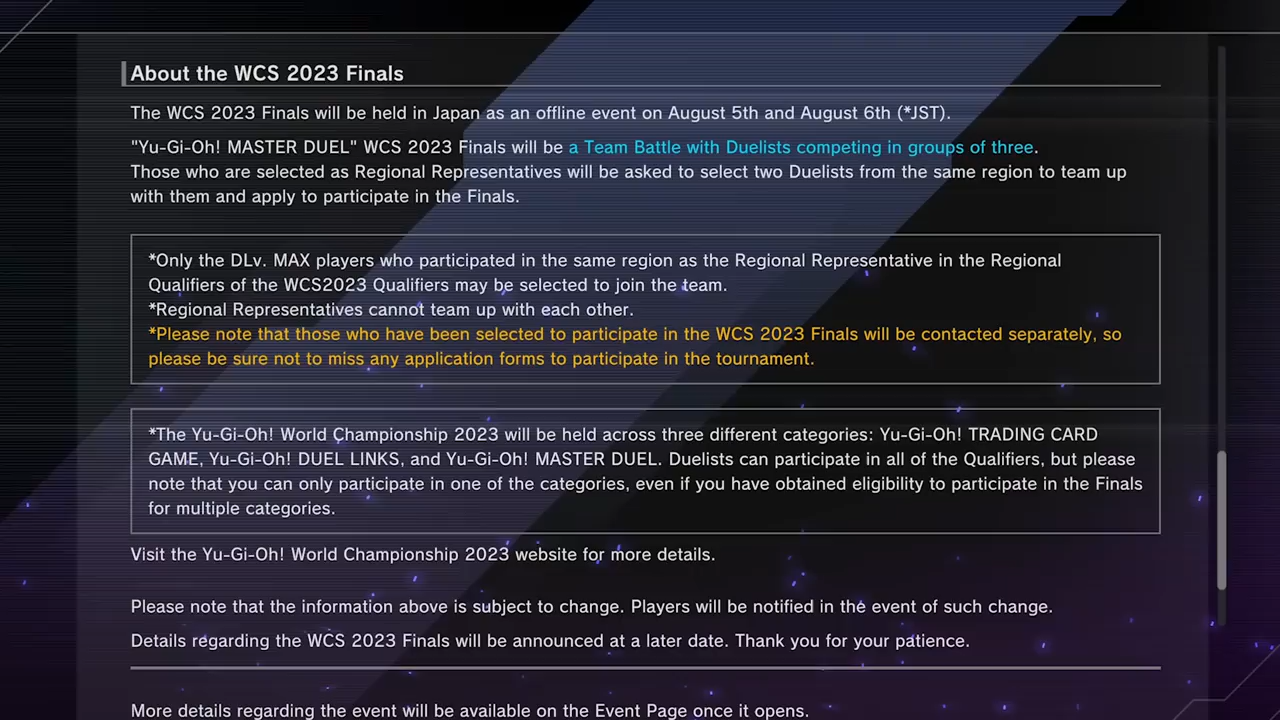 About the WCS 2023 Finals
The WCS 2023 Finals will be held in Japan as an offline event on August 5th and August 6th (*JST).
"Yu-Gi-Oh! MASTER DUEL" WCS 2023 Finals will be a Team Battle with Duelists competing in groups of three.
Those who are selected as Regional Representatives will be asked to select two Duelists from the same region to team up
with them and apply to participate in the Finals.
*Only the DLv. MAX players who participated in the same region as the Regional Representative in the Regional
Qualifiers of the WCS2023 Qualifiers may be selected to join the team.
*Regional Representatives cannot team up with each other.
*Please note that those who have been selected to participate in the WCS 2023 Finals will be contacted separately, so
please be sure not to miss any application forms to participate in the tournament.
*The Yu-Gi-Oh! World Championship 2023 will be held across three different categories: Yu-Gi-Oh! TRADING CARD
GAME, Yu-Gi-Oh! DUEL LINKS, and Yu-Gi-Oh! MASTER DUEL. Duelists can participate in all of the Qualifiers, but please
note that you can only participate in one of the categories, even if you have obtained eligibility to participate in the Finals
for multiple categories.
Visit the Yu-Gi-Oh! World Championship 2023 website for more details.
Please note that the information above is subject to change. Players will be notified in the event of such change.
Details regarding the WCS 2023 Finals will be announced at a later date. Thank you for your patience.
More details regarding the event will be available on the Event Page once it opens.